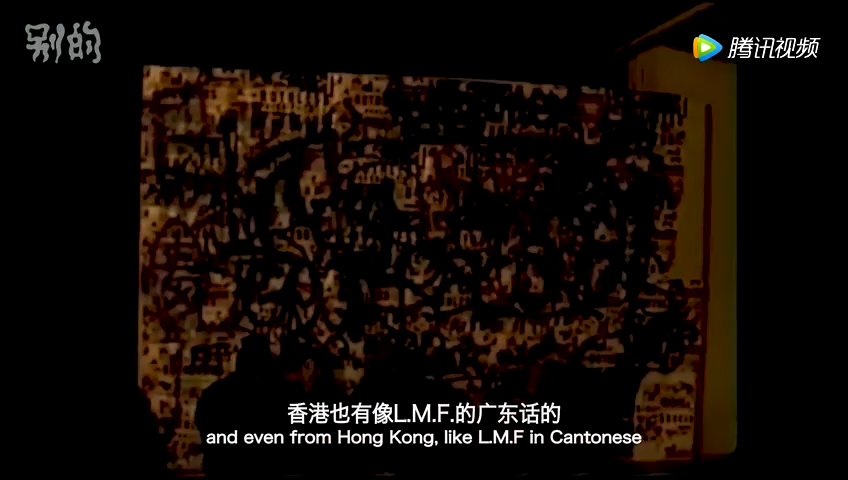 别的
腾讯视频
香港也有像L.M.F.的广东话的
and even from Hong Kong, like L.M.F in Cantonese